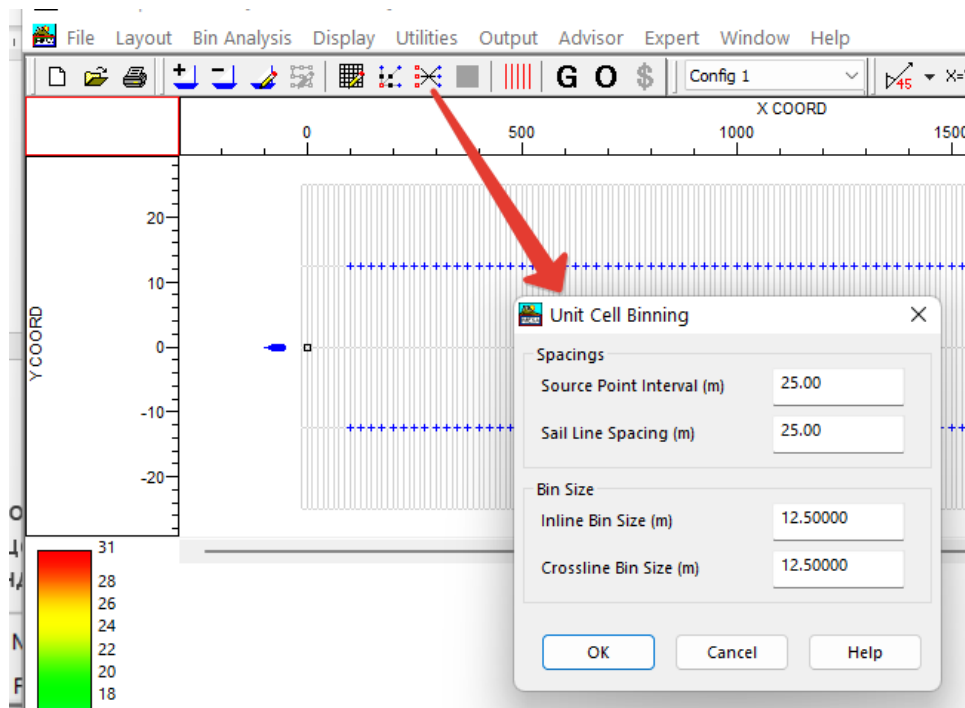 File Layout Bin Analysis Display Utilities Output Advisor Expert Window Help
G O $ Config 1 45 X=
X COORD
0 500 1000 1500
20
10
0
-10
-20
Y COORD
Unit Cell Binning
Spacings
Source Point Interval (m) 25.00
Sail Line Spacing (m) 25.00
Bin Size
Inline Bin Size (m) 12.50000
Crossline Bin Size (m) 12.50000
OK Cancel Help
31
28
26
24
22
20
18